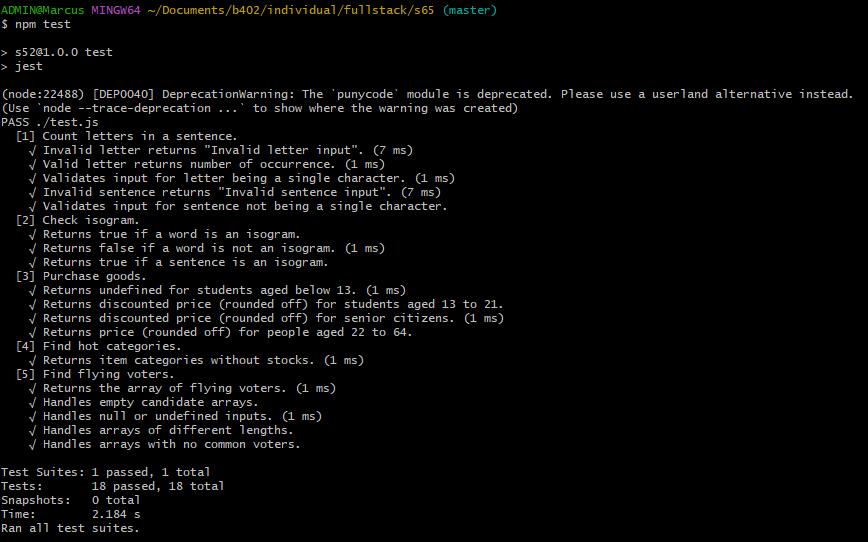 ADMIN@Marcus MINGW64 ~/Documents/b402/individual/fullstack/s65 (master)
$ npm test

> s52@1.0.0 test
> jest

(node:22488) [DEP0040] DeprecationWarning: The `punycode` module is deprecated. Please use a userland alternative instead.
(Use `node --trace-deprecation ...` to show where the warning was created)
PASS ./test.js
  [1] Count letters in a sentence.
    √ Invalid letter returns "Invalid letter input". (7 ms)
    √ Valid letter returns number of occurrence. (1 ms)
    √ Validates input for letter being a single character. (1 ms)
    √ Invalid sentence returns "Invalid sentence input". (7 ms)
    √ Validates input for sentence not being a single character.
  [2] Check isogram.
    √ Returns true if a word is an isogram.
    √ Returns false if a word is not an isogram. (1 ms)
    √ Returns true if a sentence is an isogram.
  [3] Purchase goods.
    √ Returns undefined for students aged below 13. (1 ms)
    √ Returns discounted price (rounded off) for students aged 13 to 21.
    √ Returns discounted price (rounded off) for senior citizens. (1 ms)
    √ Returns price (rounded off) for people aged 22 to 64.
  [4] Find hot categories.
    √ Returns item categories without stocks. (1 ms)
  [5] Find flying voters.
    √ Returns the array of flying voters. (1 ms)
    √ Handles empty candidate arrays.
    √ Handles null or undefined inputs. (1 ms)
    √ Handles arrays of different lengths.
    √ Handles arrays with no common voters.

Test Suites: 1 passed, 1 total
Tests:       18 passed, 18 total
Snapshots:   0 total
Time:        2.184 s
Ran all test suites.